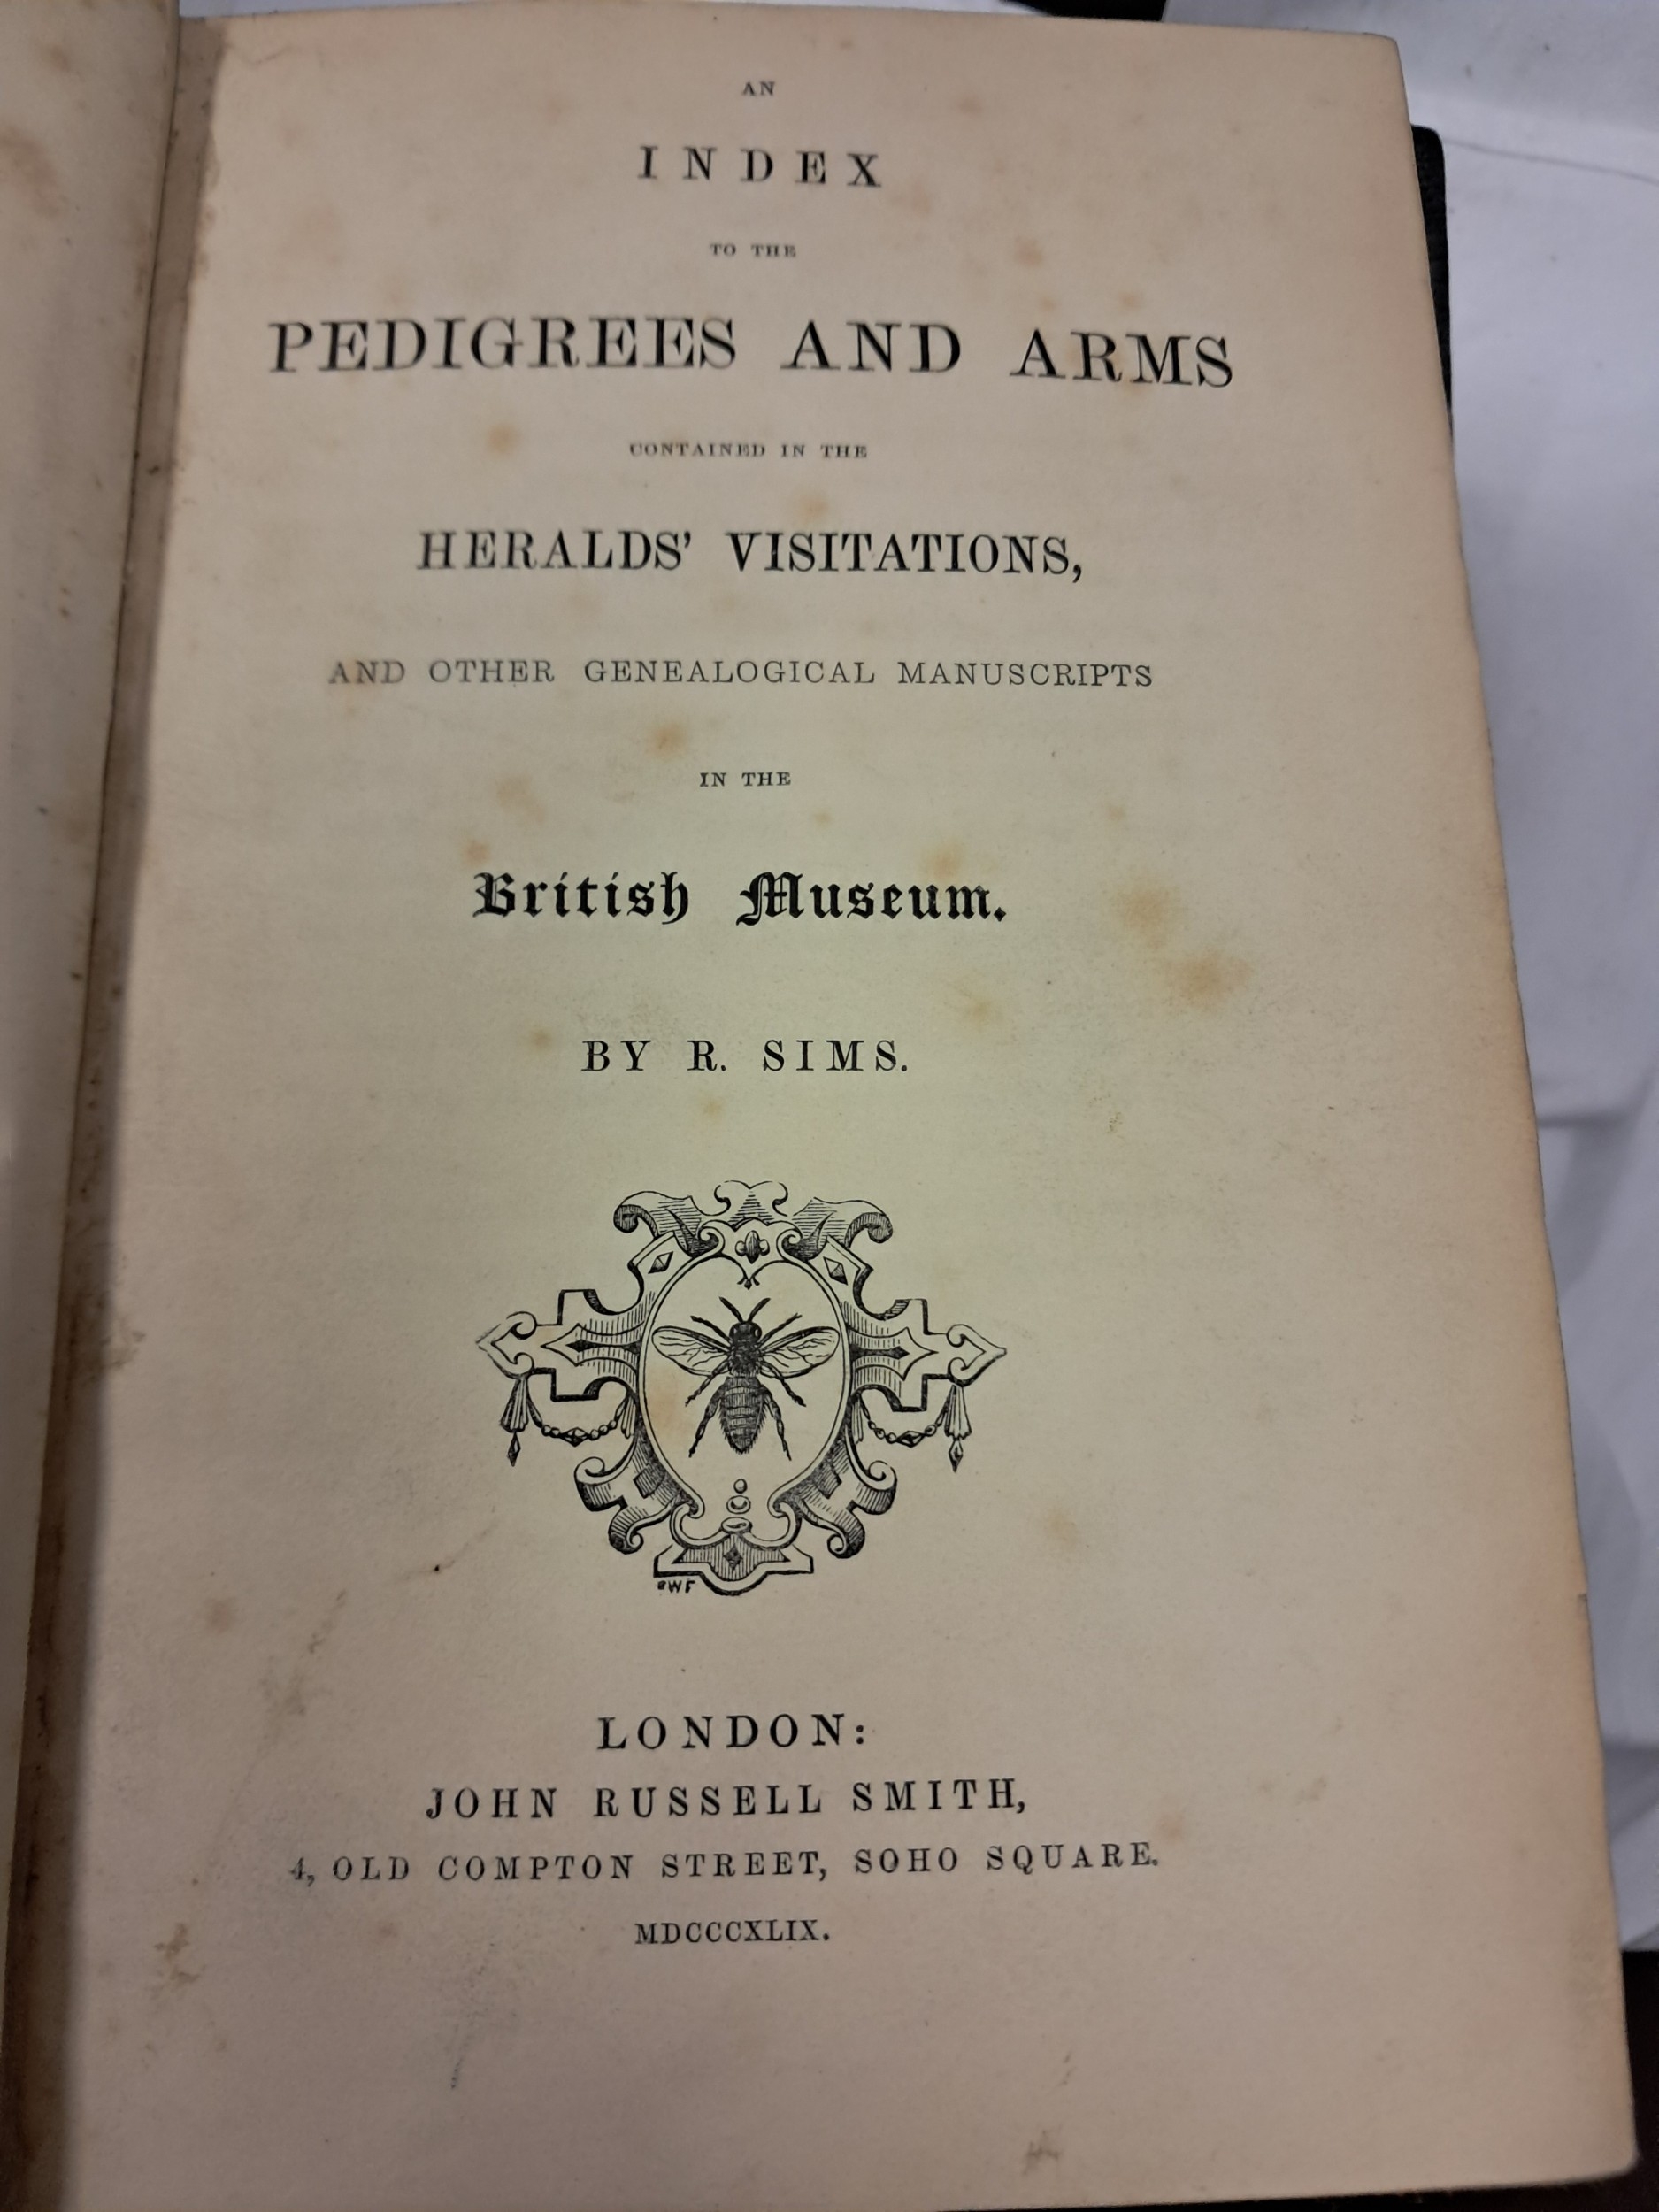 AN
INDEX
TO THE
PEDIGREES AND ARMS
CONTAINED IN THE
HERALDS' VISITATIONS,
AND OTHER GENEALOGICAL MANUSCRIPTS
IN THE
British Museum.
BY R. SIMS.
LONDON:
JOHN RUSSELL SMITH,
4, OLD COMPTON STREET, SOHO SQUARE.
MDCCCXLIX.